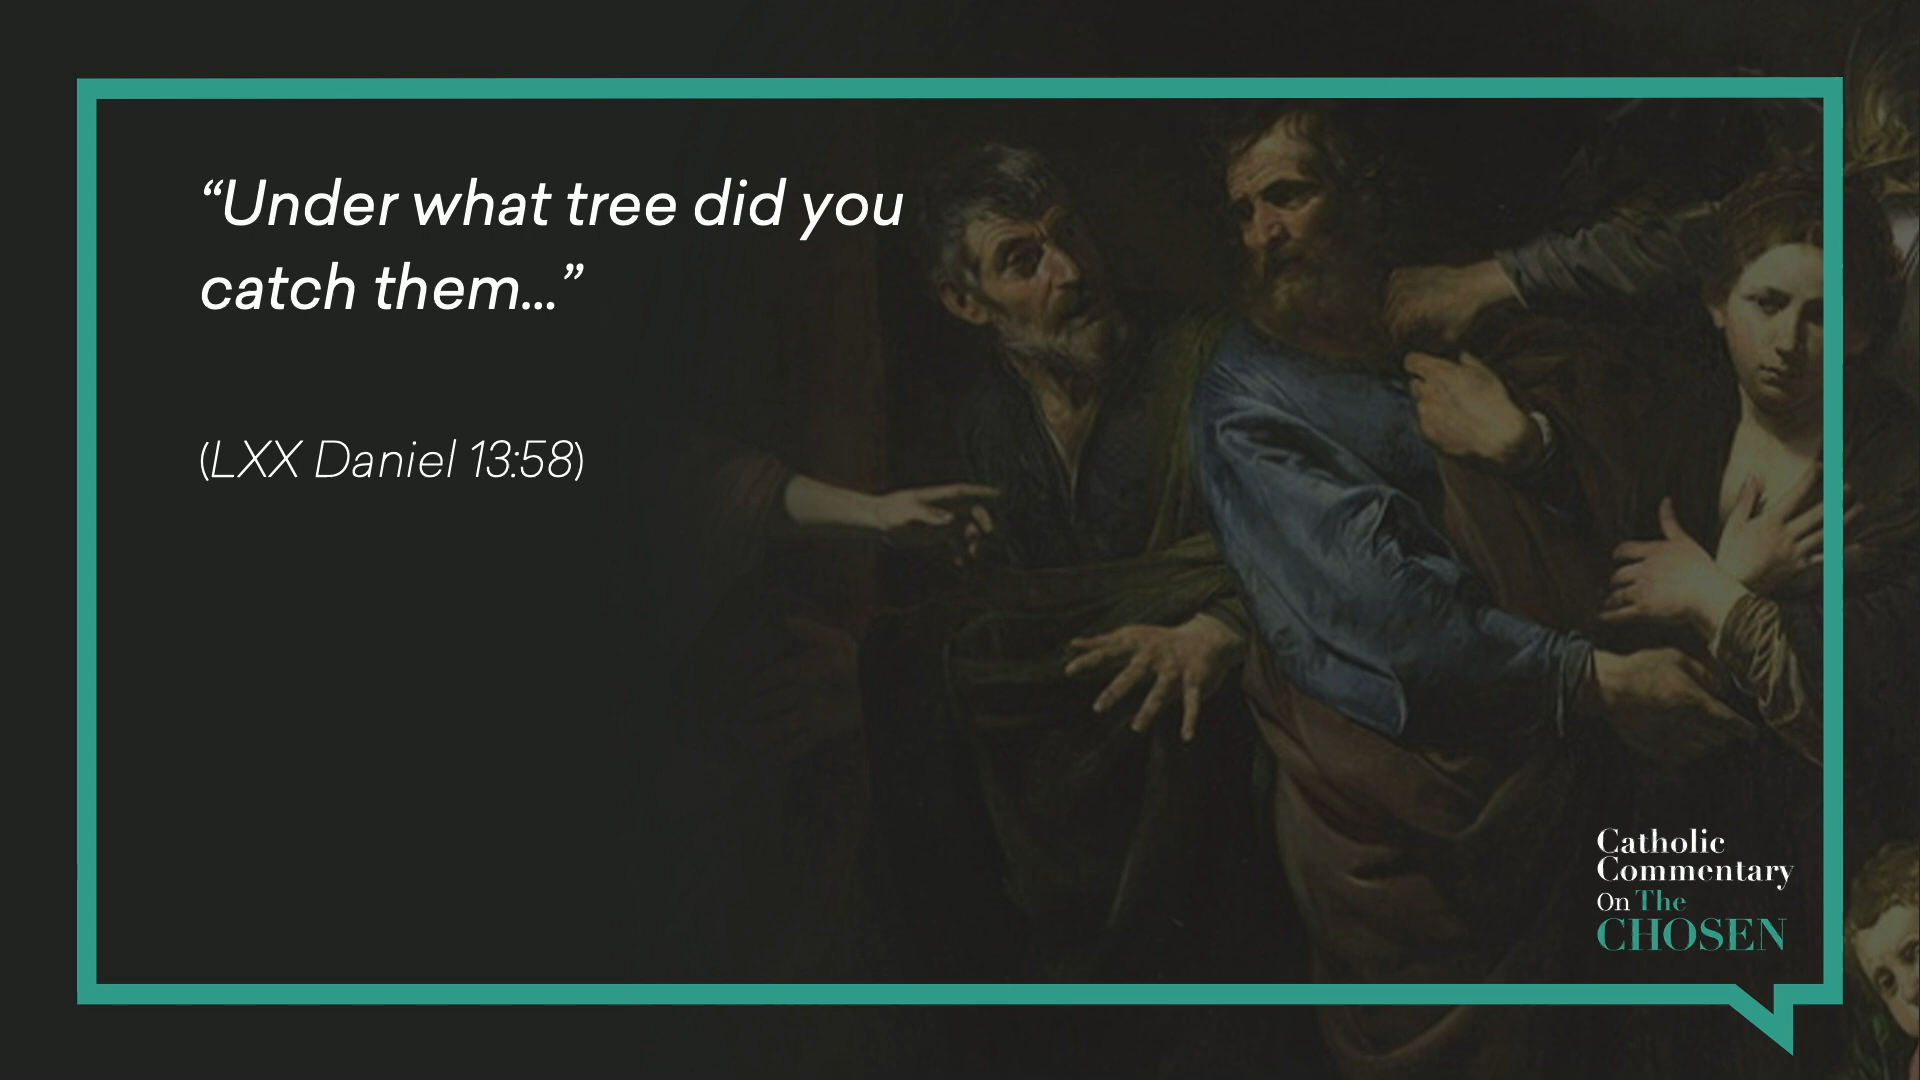 “Under what tree did you
catch them...”
(LXX Daniel 13:58)
Catholic
Commentary
On The
CHOSEN